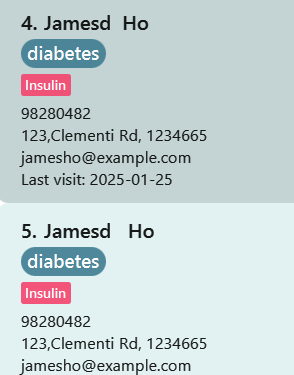 4. Jamesd  Ho
diabetes
Insulin
98280482
123,Clementi Rd, 1234665
jamesho@example.com
Last visit: 2025-01-25
5. Jamesd   Ho
diabetes
Insulin
98280482
123,Clementi Rd, 1234665
jamesho@example.com